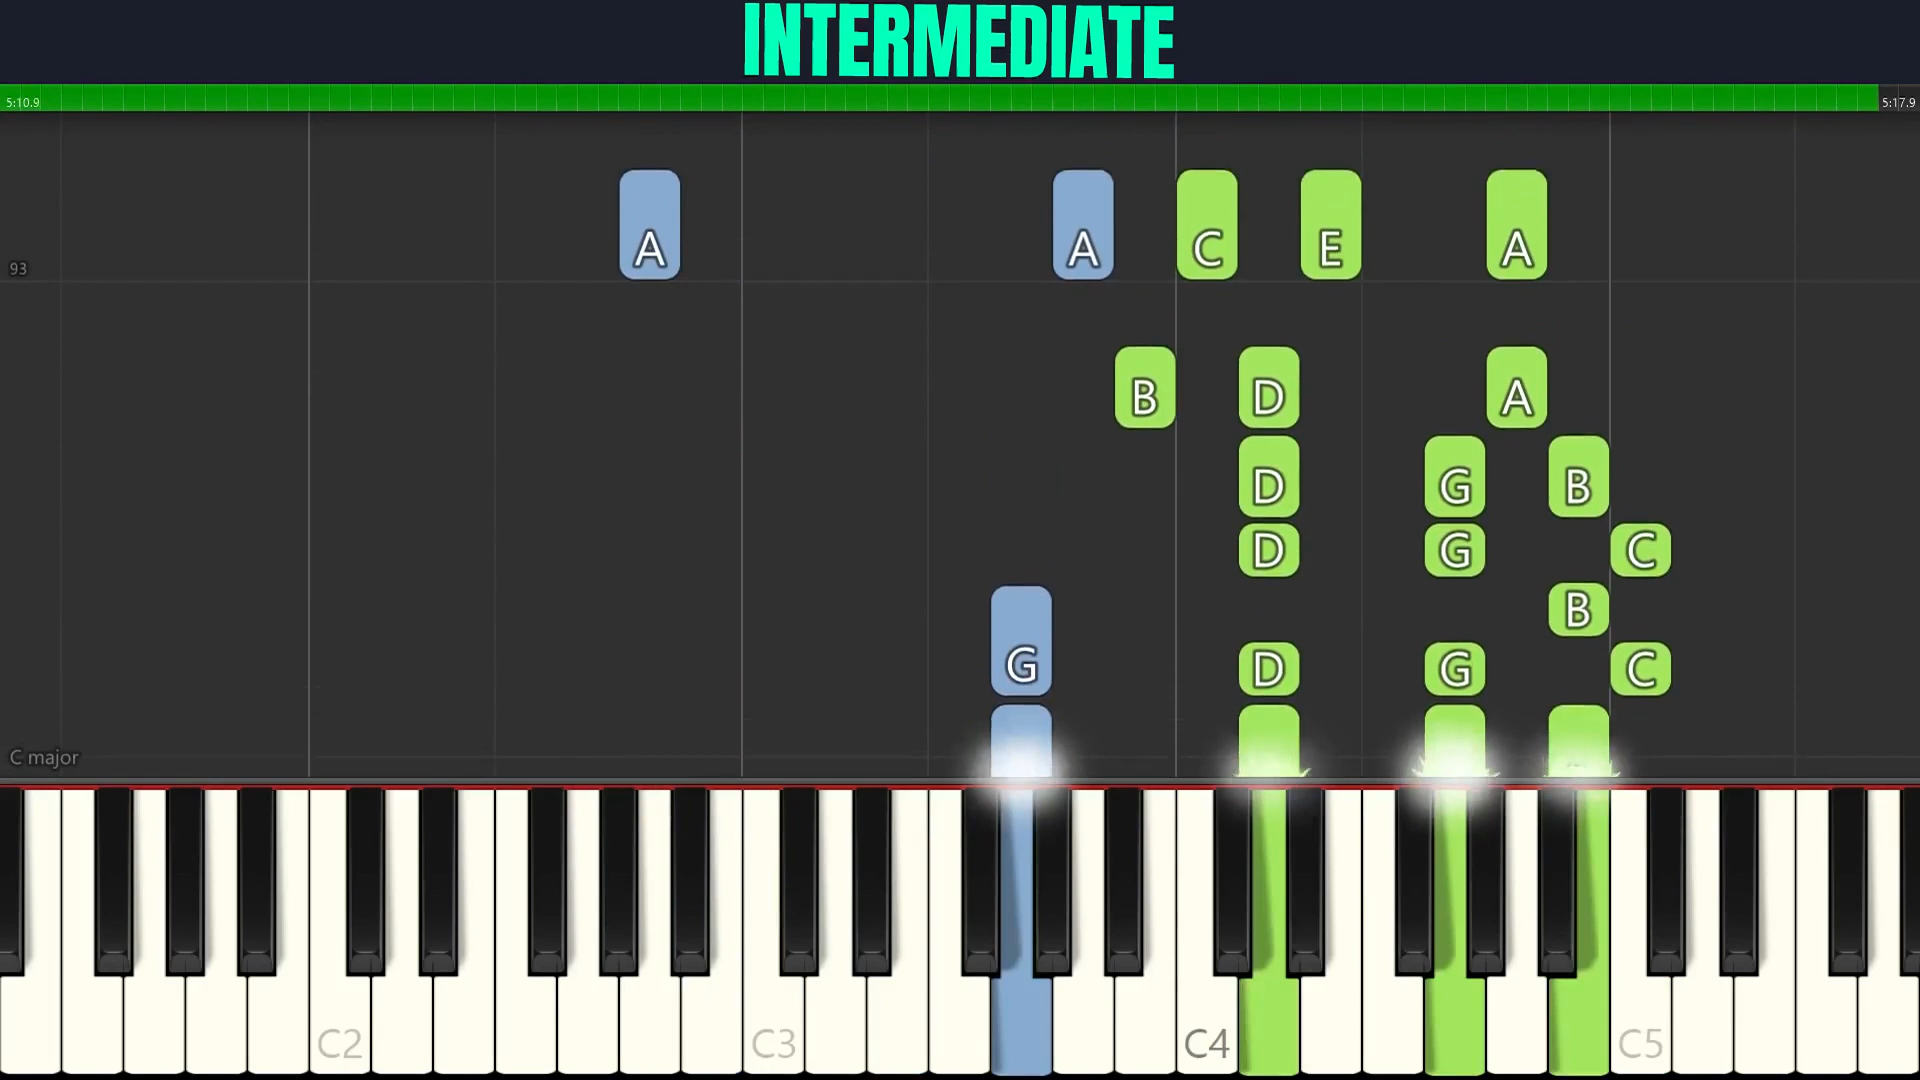 INTERMEDIATE
5:10.9 5:17.9
A A C E A
93
B D A
D G B
D G C
B
G D G C
C major
C2 C3 C4 C5